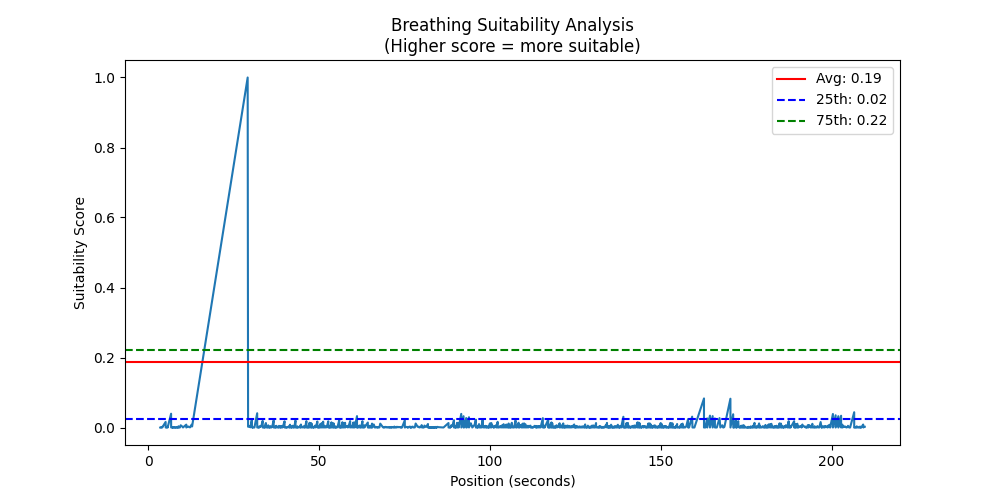 Breathing Suitability Analysis
(Higher score = more suitable)
Avg: 0.19
25th: 0.02
75th: 0.22
1.0
0.8
0.6
0.4
0.2
0.0
Suitability Score
0 50 100 150 200
Position (seconds)